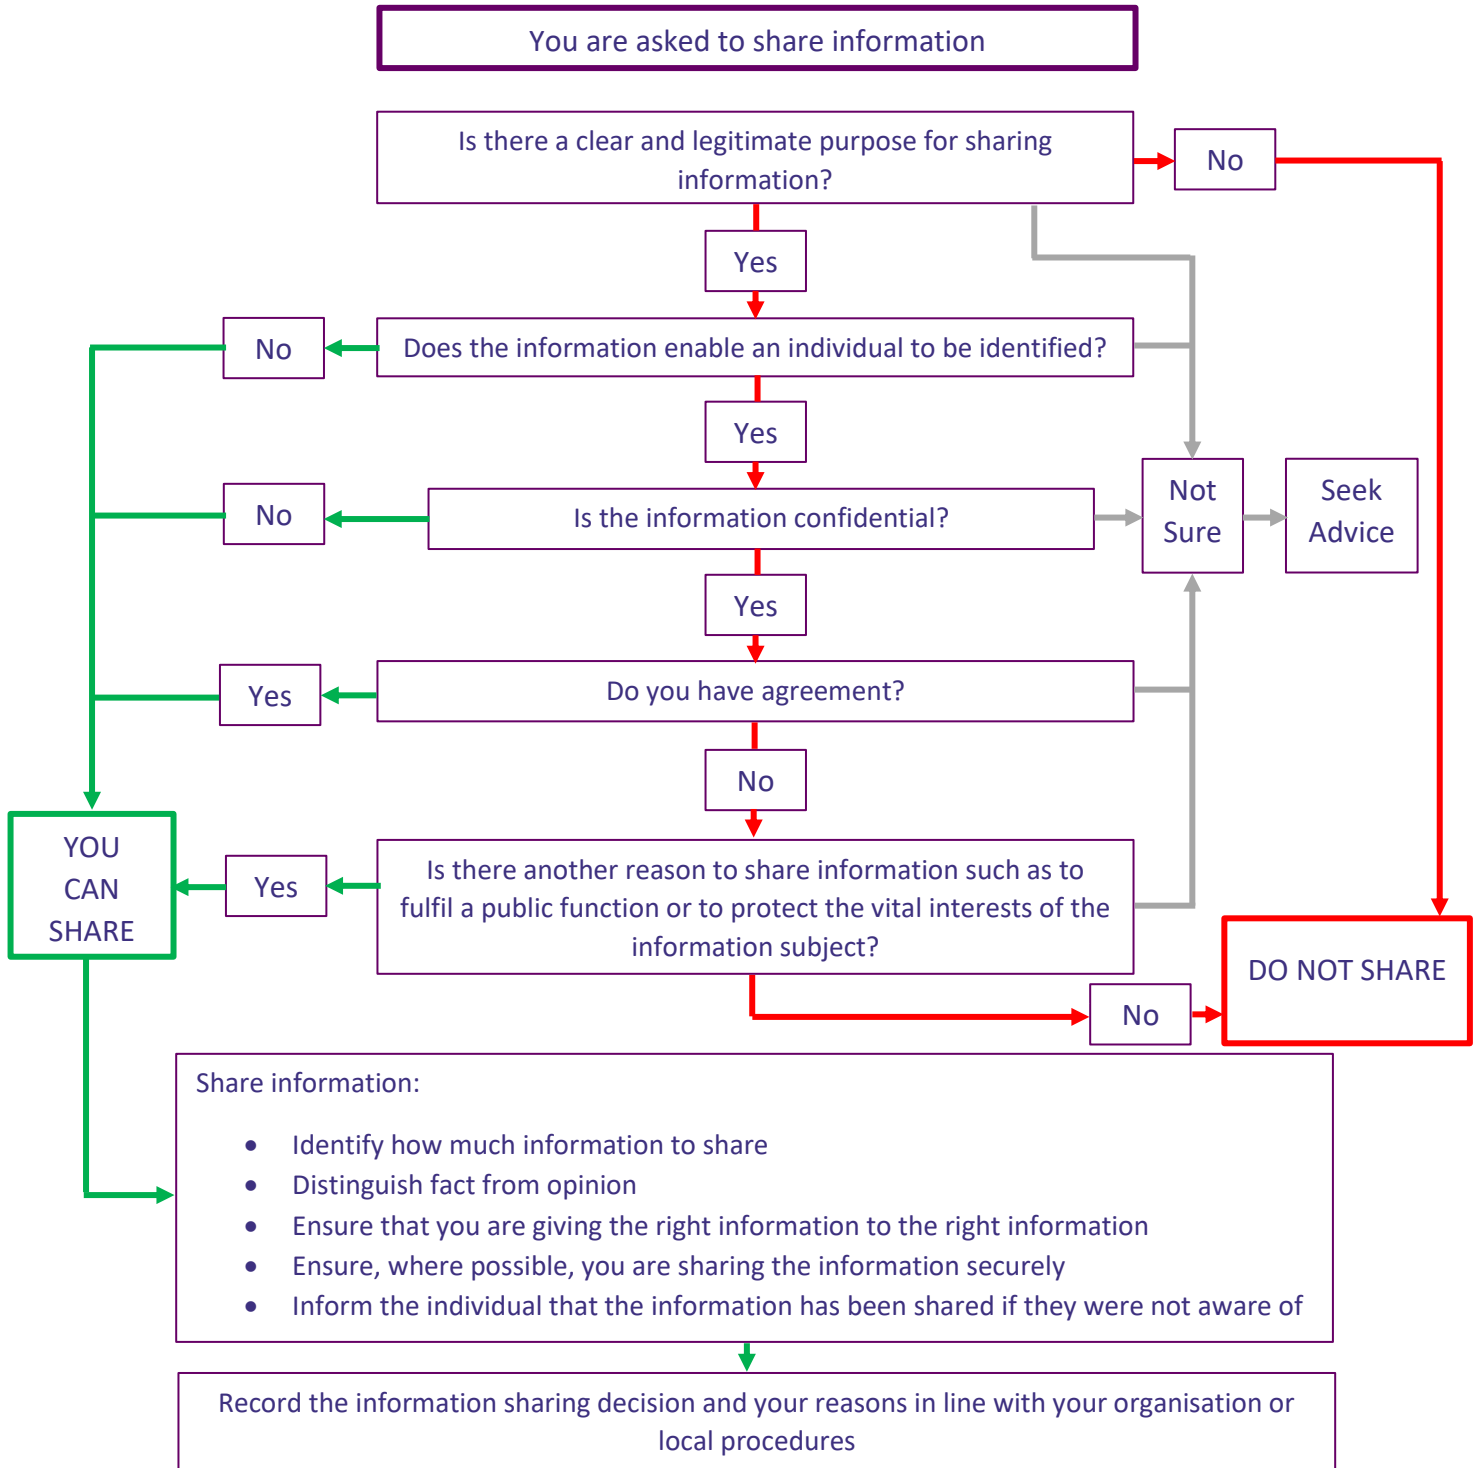 You are asked to share information
Is there a clear and legitimate purpose for sharing
information?
No
Yes
No
Does the information enable an individual to be identified?
Yes
No
Is the information confidential?
Not
Sure
Seek
Advice
Yes
Yes
Do you have agreement?
No
YOU
CAN
SHARE
Yes
Is there another reason to share information such as to
fulfil a public function or to protect the vital interests of the
information subject?
DO NOT SHARE
No
Share information:
• Identify how much information to share
• Distinguish fact from opinion
• Ensure that you are giving the right information to the right information
• Ensure, where possible, you are sharing the information securely
• Inform the individual that the information has been shared if they were not aware of
Record the information sharing decision and your reasons in line with your organisation or
local procedures